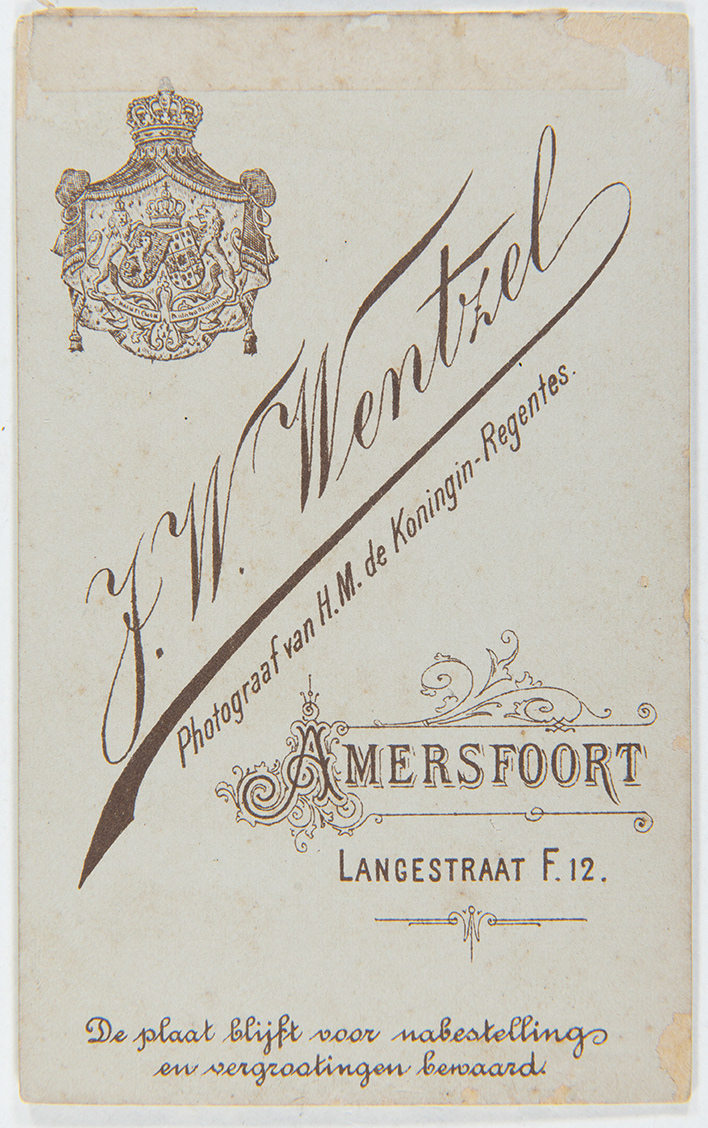 J. W. Wentzel
Photograaf van H.M. de Koningin-Regentes.
AMERSFOORT
LANGESTRAAT F. 12.
De plaat blijft voor nabestelling
en vergrootingen bewaard.